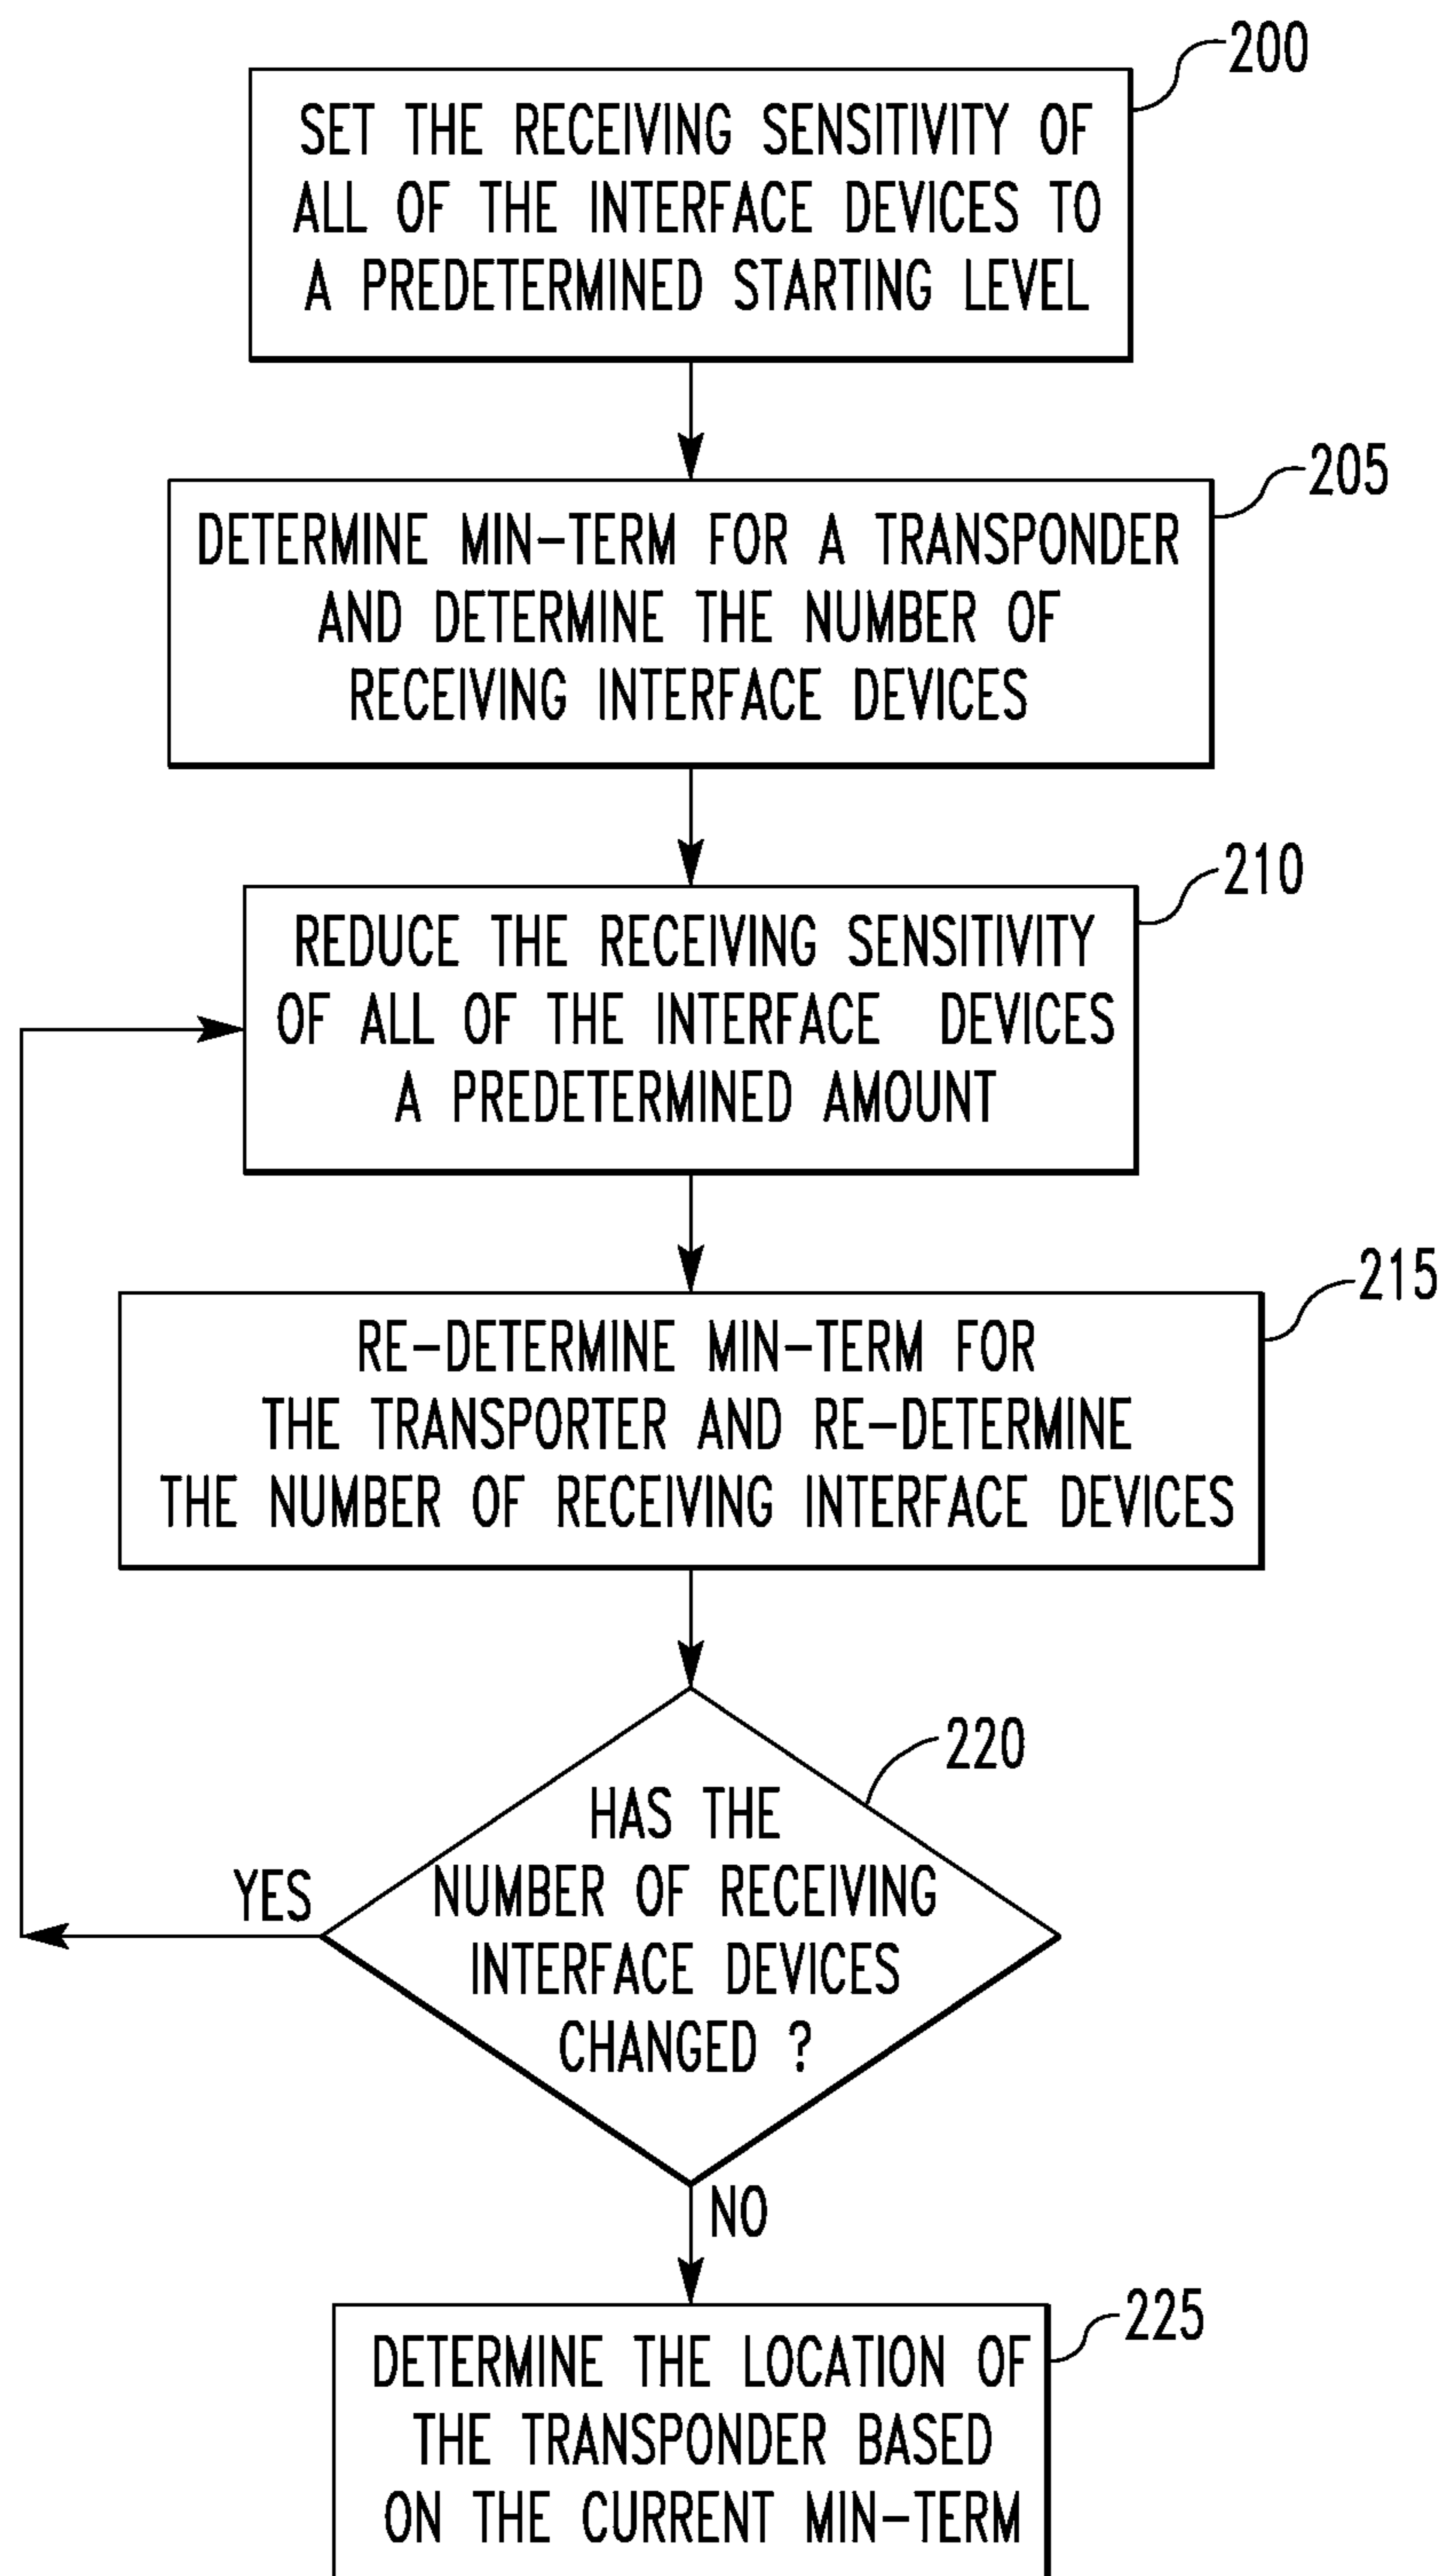 200
SET THE RECEIVING SENSITIVITY OF
ALL OF THE INTERFACE DEVICES TO
A PREDETERMINED STARTING LEVEL
205
DETERMINE MIN-TERM FOR A TRANSPONDER
AND DETERMINE THE NUMBER OF
RECEIVING INTERFACE DEVICES
210
REDUCE THE RECEIVING SENSITIVITY
OF ALL OF THE INTERFACE DEVICES
A PREDETERMINED AMOUNT
215
RE-DETERMINE MIN-TERM FOR
THE TRANSPORTER AND RE-DETERMINE
THE NUMBER OF RECEIVING INTERFACE DEVICES
220
HAS THE
NUMBER OF RECEIVING
INTERFACE DEVICES
CHANGED ?
YES
NO
225
DETERMINE THE LOCATION OF
THE TRANSPONDER BASED
ON THE CURRENT MIN-TERM